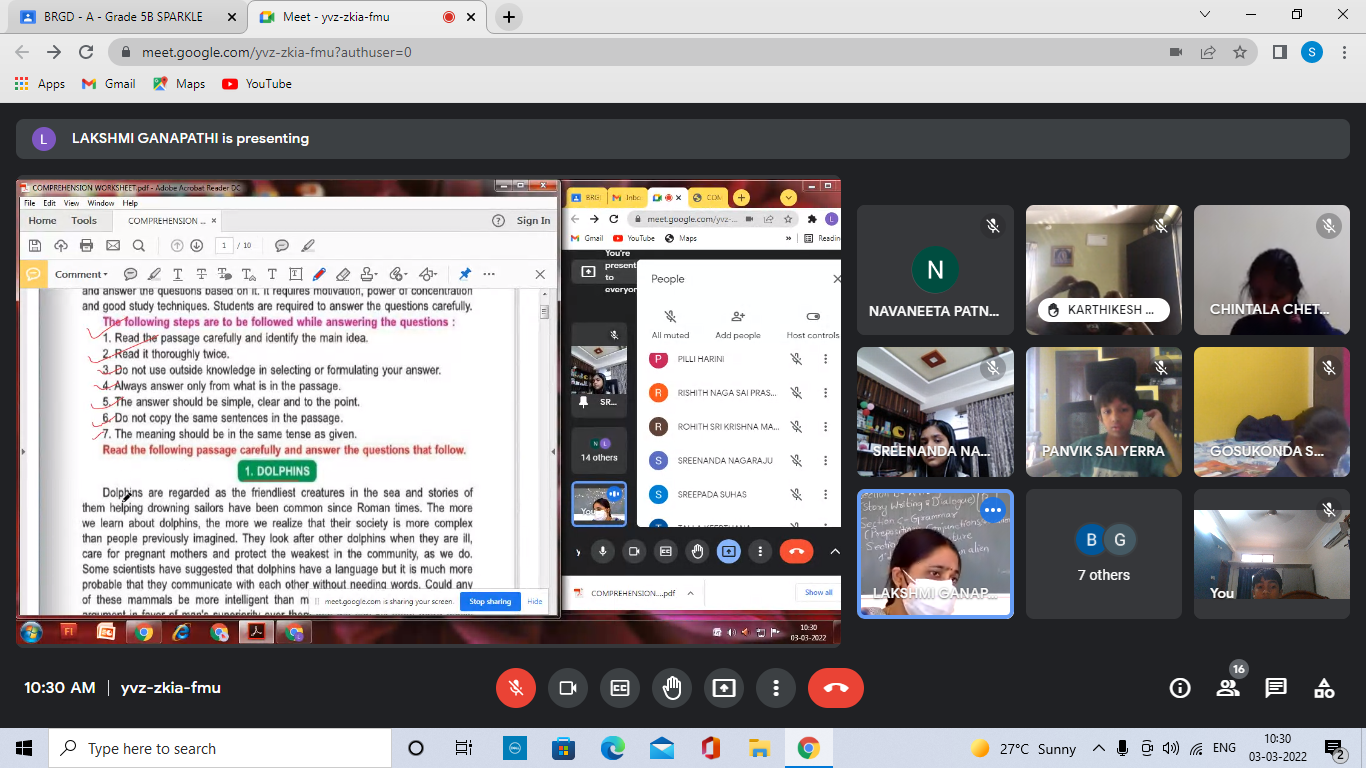 BRGD - A - Grade 5B SPARKLE
Meet - yvz-zkia-fmu
meet.google.com/yvz-zkia-fmu?authuser=0
S
Apps
Gmail
Maps
YouTube
L
LAKSHMI GANAPATHI is presenting
COMPREHENSION WORKSHEET.pdf - Adobe Acrobat Reader DC
File Edit View Window Help
Home Tools COMPREHENSION ... × Sign In
1 / 10
Comment
and answer the questions based on it. It requires motivation, power of concentration
and good study techniques. Students are required to answer the questions carefully.
The following steps are to be followed while answering the questions :
1. Read the passage carefully and identify the main idea.
2. Read it thoroughly twice.
3. Do not use outside knowledge in selecting or formulating your answer.
4. Always answer only from what is in the passage.
5. The answer should be simple, clear and to the point.
6. Do not copy the same sentences in the passage.
7. The meaning should be in the same tense as given.
Read the following passage carefully and answer the questions that follow.
1. DOLPHINS
Dolphins are regarded as the friendliest creatures in the sea and stories of
them helping drowning sailors have been common since Roman times. The more
we learn about dolphins, the more we realize that their society is more complex
than people previously imagined. They look after other dolphins when they are ill,
care for pregnant mothers and protect the weakest in the community, as we do.
Some scientists have suggested that dolphins have a language but it is much more
probable that they communicate with each other without needing words. Could any
of these mammals be more intelligent than m
argument in favor of man's superiority over them
meet.google.com is sharing your screen.
Stop sharing
Hide
BRGI
Inbo
COM
meet.google.com/yvz-...
L
Gmail
YouTube
Maps
»
Reading
You're
present
to
everyon
People
All muted
Add people
Host controls
P PILLI HARINI
R RISHITH NAGA SAI PRAS...
R ROHITH SRI KRISHNA MA...
S SREENANDA NAGARAJU
S SREEPADA SUHAS
SR...
N L
14 others
You
y
COMPREHENSION....pdf
Show all
10:30
03-03-2022
N
NAVANEETA PATN...
KARTHIKESH ...
CHINTALA CHET...
SREENANDA NA...
PANVIK SAI YERRA
GOSUKONDA S...
Story writing
Section C - Grammar
LAKSHMI GANAP...
B G
7 others
You
10:30 AM | yvz-zkia-fmu
16
Type here to search
27°C Sunny
ENG
10:30
03-03-2022
2